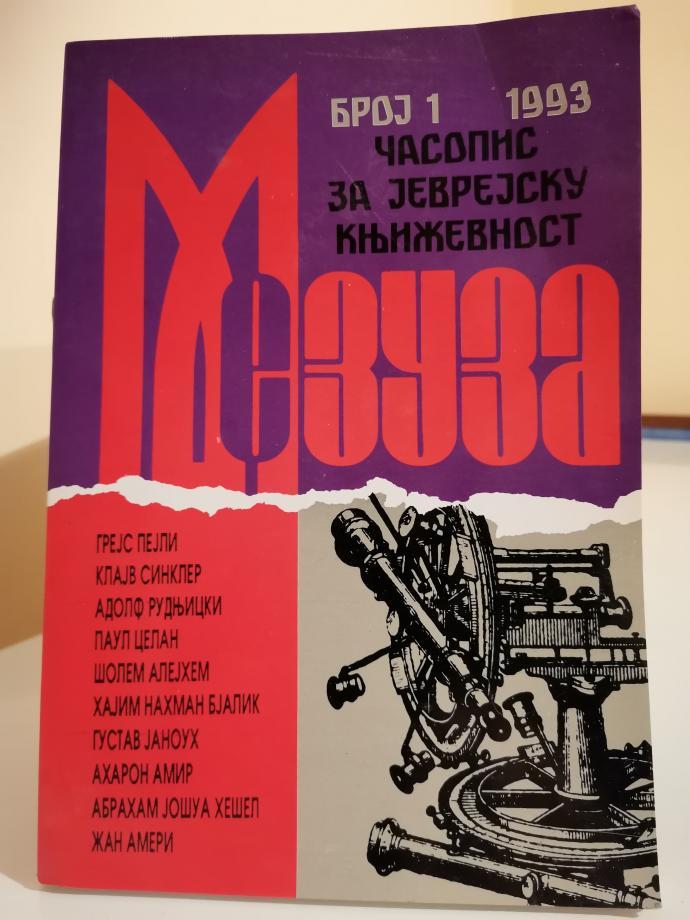 БРОЈ 1 1993
ЧАСОПИС
ЗА ЈЕВРЕЈСКУ
КЊИЖЕВНОСТ
Мезуза
ГРЕЈС ПЕЈЛИ
КЛАЈВ СИНКЛЕР
АДОЛФ РУДЊИЦКИ
ПАУЛ ЦЕЛАН
ШОЛЕМ АЛЕЈХЕМ
ХАЈИМ НАХМАН БЈАЛИК
ГУСТАВ ЈАНОУХ
АХАРОН АМИР
АБРАХАМ ЈОШУА ХЕШЕЛ
ЖАН АМЕРИ